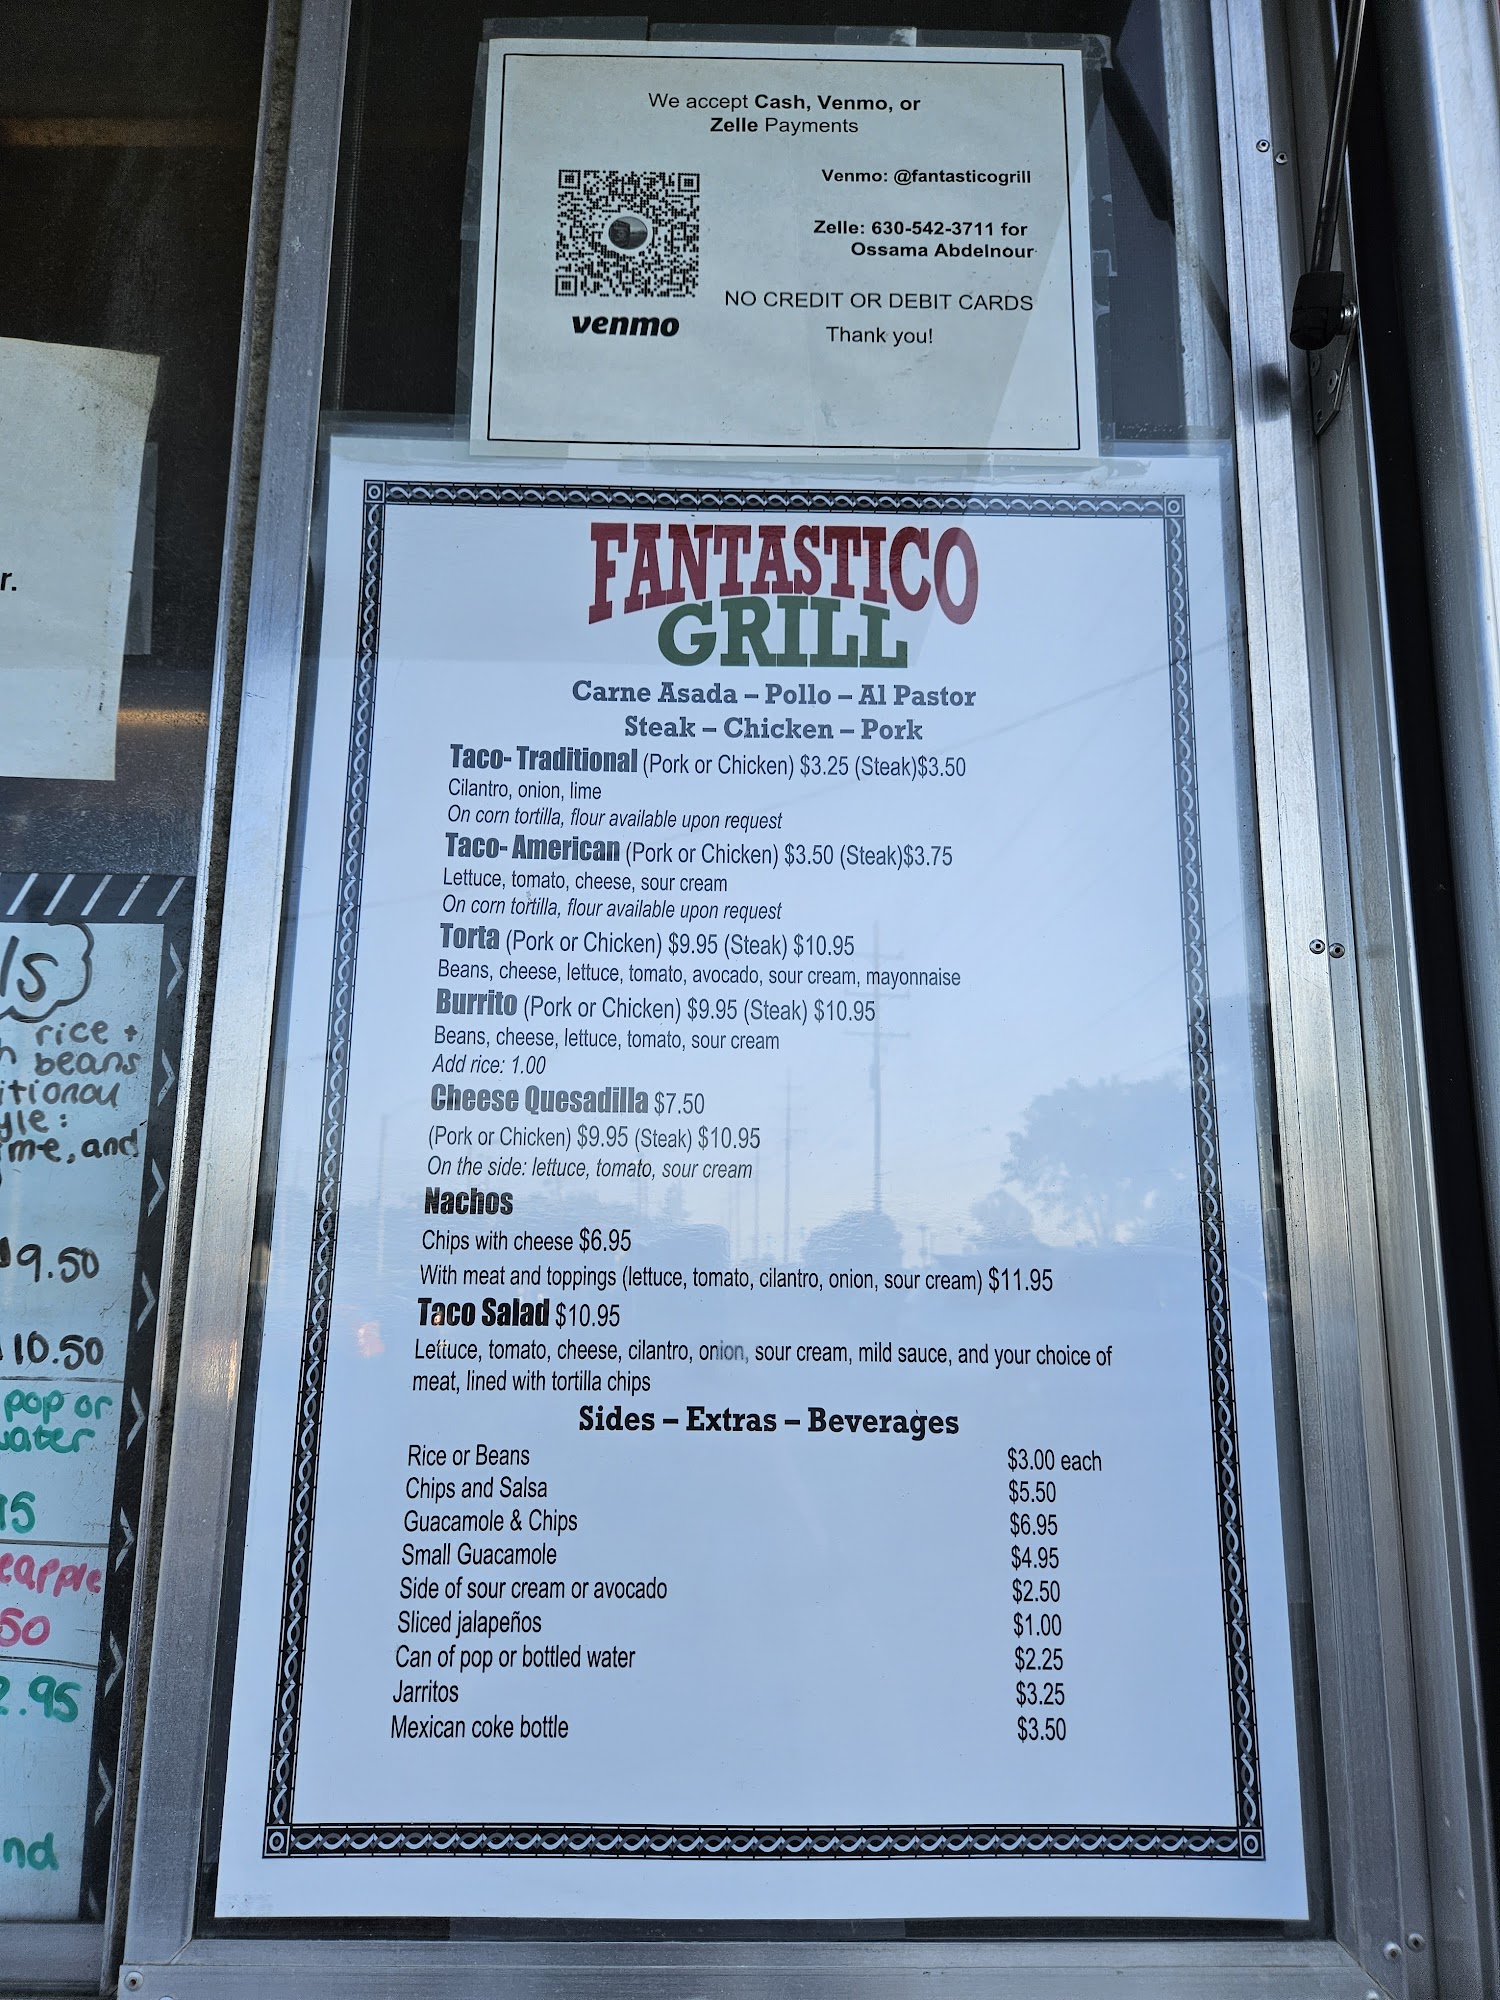 We accept Cash, Venmo, or
Zelle Payments
Venmo: @fantasticogrill
Zelle: 630-542-3711 for
Ossama Abdelnour
NO CREDIT OR DEBIT CARDS
Thank you!
venmo
FANTASTICO
GRILL
Carne Asada – Pollo – Al Pastor
Steak – Chicken – Pork
Taco- Traditional (Pork or Chicken) $3.25 (Steak)$3.50
Cilantro, onion, lime
On corn tortilla, flour available upon request
Taco- American (Pork or Chicken) $3.50 (Steak)$3.75
Lettuce, tomato, cheese, sour cream
On corn tortilla, flour available upon request
Torta (Pork or Chicken) $9.95 (Steak) $10.95
Beans, cheese, lettuce, tomato, avocado, sour cream, mayonnaise
Burrito (Pork or Chicken) $9.95 (Steak) $10.95
Beans, cheese, lettuce, tomato, sour cream
Add rice: 1.00
Cheese Quesadilla $7.50
(Pork or Chicken) $9.95 (Steak) $10.95
On the side: lettuce, tomato, sour cream
Nachos
Chips with cheese $6.95
With meat and toppings (lettuce, tomato, cilantro, onion, sour cream) $11.95
Taco Salad $10.95
Lettuce, tomato, cheese, cilantro, onion, sour cream, mild sauce, and your choice of
meat, lined with tortilla chips
Sides – Extras – Beverages
Rice or Beans $3.00 each
Chips and Salsa $5.50
Guacamole & Chips $6.95
Small Guacamole $4.95
Side of sour cream or avocado $2.50
Sliced jalapeños $1.00
Can of pop or bottled water $2.25
Jarritos $3.25
Mexican coke bottle $3.50
r.
ls
rice +
beans
, and
9.50
10.50
pop or
50
.95